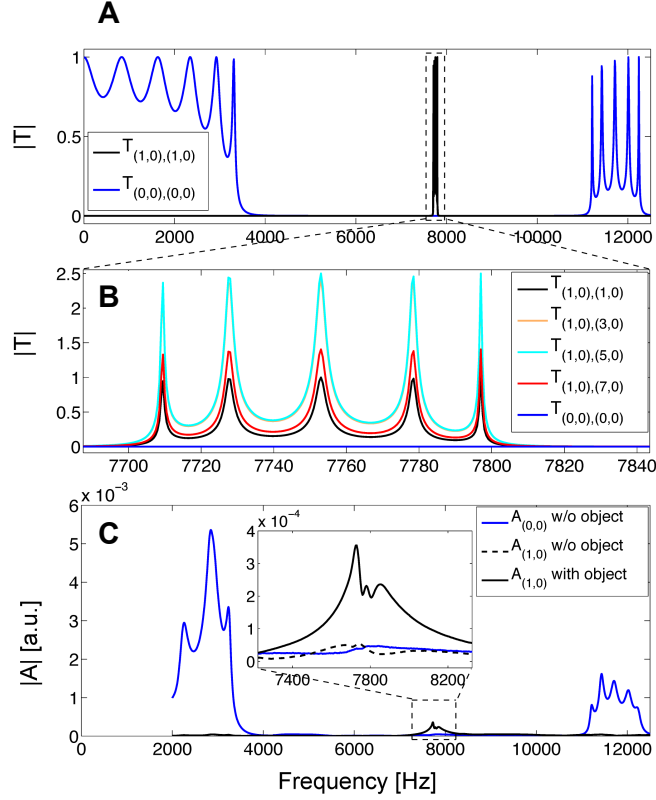 A
|T|
1
0.5
0
T(1,0),(1,0)
T(0,0),(0,0)
0 2000 4000 6000 8000 10000 12000
B
|T|
2.5
2
1.5
1
0.5
0
T(1,0),(1,0)
T(1,0),(3,0)
T(1,0),(5,0)
T(1,0),(7,0)
T(0,0),(0,0)
7700 7720 7740 7760 7780 7800 7820 7840
x 10⁻³
C
|A| [a.u.]
6
5
4
3
2
1
0
A(0,0) w/o object
A(1,0) w/o object
A(1,0) with object
x 10⁻⁴
4
3
2
1
0
7400 7800 8200
0 2000 4000 6000 8000 10000 12000
Frequency [Hz]